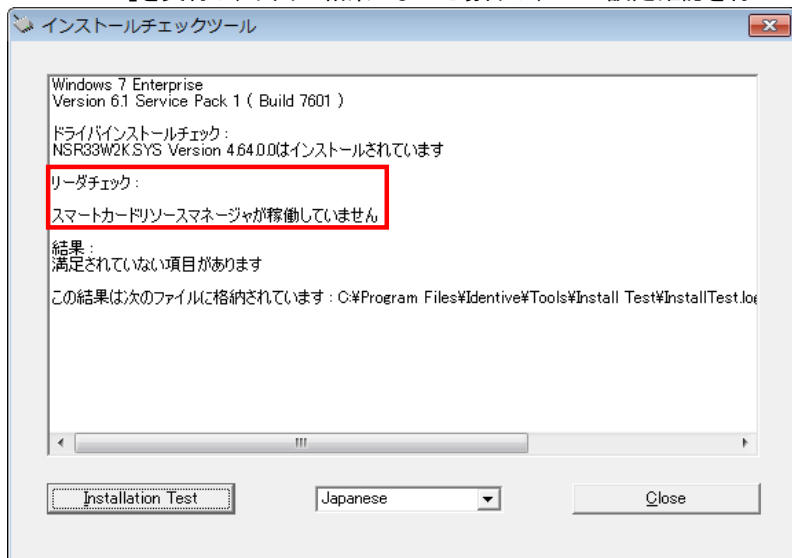 インストールチェックツール
Windows 7 Enterprise
Version 6.1 Service Pack 1 ( Build 7601 )
ドライバインストールチェック :
NSR33W2K.SYS Version 4.64.0.0はインストールされています
リーダチェック :
スマートカードリソースマネージャが稼働していません
結果 :
満足されていない項目があります
この結果は次のファイルに格納されています : C:¥Program Files¥Identive¥Tools¥Install Test¥InstallTest.log
Installation Test
Japanese
Close